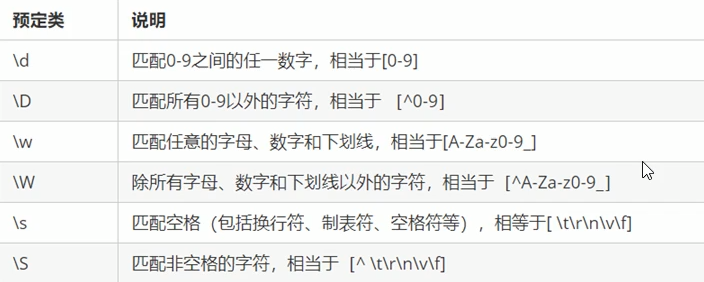 预定类 说明
\d 匹配0-9之间的任一数字，相当于[0-9]
\D 匹配所有0-9以外的字符，相当于 [^0-9]
\w 匹配任意的字母、数字和下划线，相当于[A-Za-z0-9_]
\W 除所有字母、数字和下划线以外的字符，相当于 [^A-Za-z0-9_]
\s 匹配空格（包括换行符、制表符、空格符等），相等于[ \t\r\n\v\f]
\S 匹配非空格的字符，相当于 [^ \t\r\n\v\f]